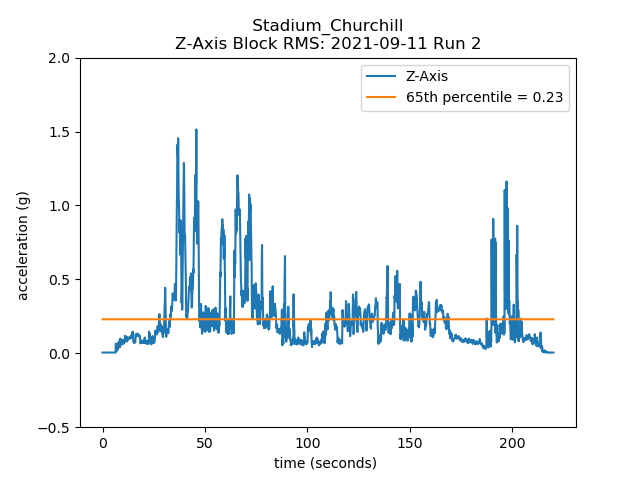 Stadium_Churchill
Z-Axis Block RMS: 2021-09-11 Run 2
Z-Axis
65th percentile = 0.23
2.0
1.5
1.0
0.5
0.0
−0.5
acceleration (g)
0 50 100 150 200
time (seconds)